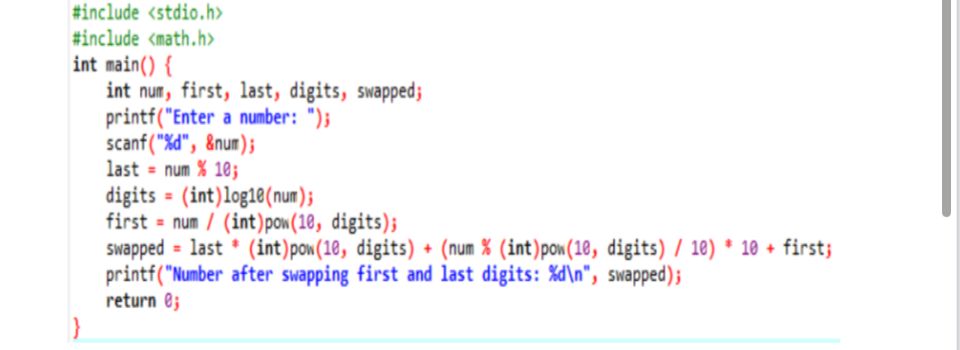 #include <stdio.h>
#include <math.h>
int main() {
int num, first, last, digits, swapped;
printf("Enter a number: ");
scanf("%d", &num);
last = num % 10;
digits = (int)log10(num);
first = num / (int)pow(10, digits);
swapped = last * (int)pow(10, digits) + (num % (int)pow(10, digits) / 10) * 10 + first;
printf("Number after swapping first and last digits: %d\n", swapped);
return 0;
}